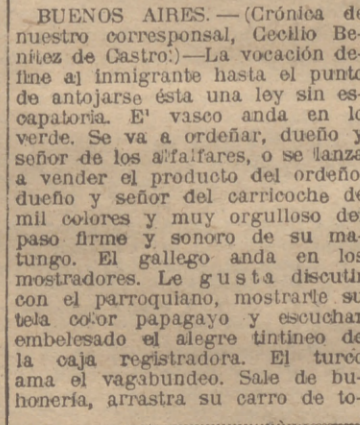 BUENOS AIRES.—(Crónica de
nuestro corresponsal, Cecilio Be-
nítez de Castro.)—La vocación de-
fine al inmigrante hasta el punto
de antojarse ésta una ley sin es-
capatoria. El vasco anda en lo
verde. Se va a ordeñar, dueño y
señor de los alfalfares, o se lanza
a vender el producto del ordeño,
dueño y señor del carricoche de
mil colores y muy orgulloso del
paso firme y sonoro de su ma-
tungo. El gallego anda en los
mostradores. Le gusta discutir
con el parroquiano, mostrarle su
tela color papagayo y escuchar
embelesado el alegre tintineo de
la caja registradora. El turco
ama el vagabundeo. Sale de bu-
honería, arrastra su carro de to-